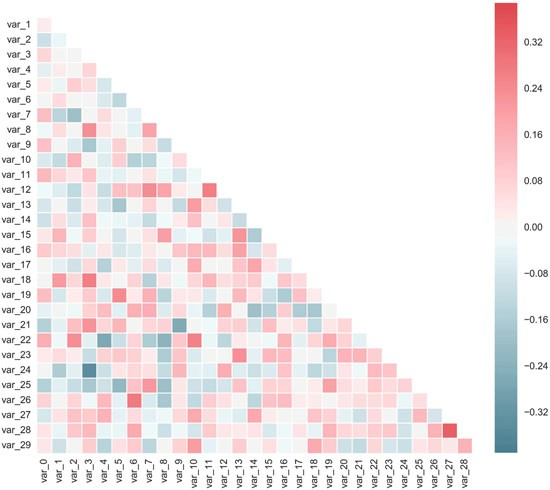 var_1
var_2
var_3
var_4
var_5
var_6
var_7
var_8
var_9
var_10
var_11
var_12
var_13
var_14
var_15
var_16
var_17
var_18
var_19
var_20
var_21
var_22
var_23
var_24
var_25
var_26
var_27
var_28
var_29
var_0 var_1 var_2 var_3 var_4 var_5 var_6 var_7 var_8 var_9 var_10 var_11 var_12 var_13 var_14 var_15 var_16 var_17 var_18 var_19 var_20 var_21 var_22 var_23 var_24 var_25 var_26 var_27 var_28
0.32
0.24
0.16
0.08
0.00
−0.08
−0.16
−0.24
−0.32